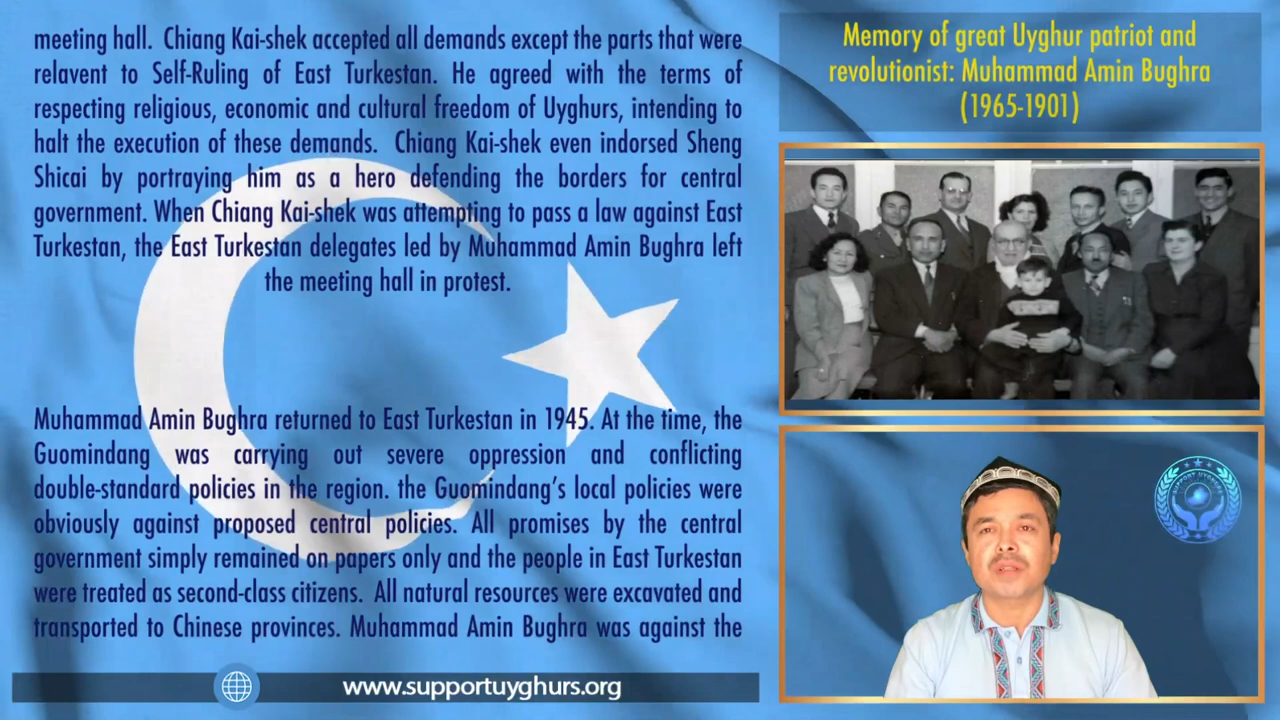 meeting hall. Chiang Kai-shek accepted all demands except the parts that were
relavent to Self-Ruling of East Turkestan. He agreed with the terms of
respecting religious, economic and cultural freedom of Uyghurs, intending to
halt the execution of these demands. Chiang Kai-shek even indorsed Sheng
Shicai by portraying him as a hero defending the borders for central
government. When Chiang Kai-shek was attempting to pass a law against East
Turkestan, the East Turkestan delegates led by Muhammad Amin Bughra left
the meeting hall in protest.
Muhammad Amin Bughra returned to East Turkestan in 1945. At the time, the
Guomindang was carrying out severe oppression and conflicting
double-standard policies in the region. the Guomindang's local policies were
obviously against proposed central policies. All promises by the central
government simply remained on papers only and the people in East Turkestan
were treated as second-class citizens. All natural resources were excavated and
transported to Chinese provinces. Muhammad Amin Bughra was against the
www.supportuyghurs.org
Memory of great Uyghur patriot and
revolutionist: Muhammad Amin Bughra
(1965-1901)